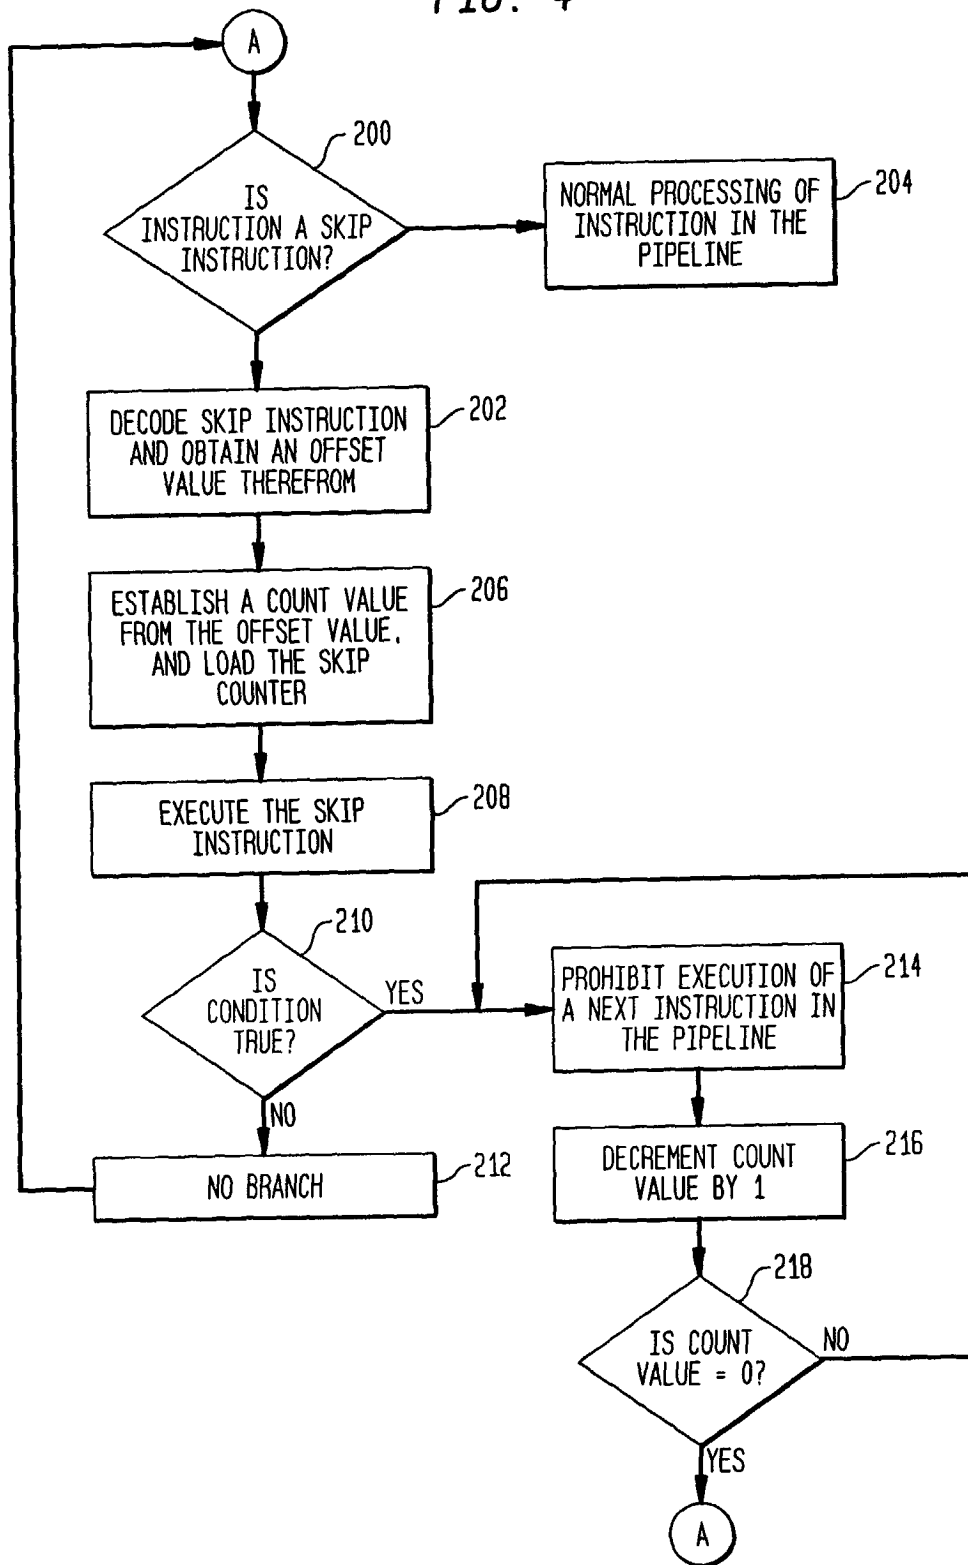 FIG. 4
A
200
IS
INSTRUCTION A SKIP
INSTRUCTION?
NORMAL PROCESSING OF
INSTRUCTION IN THE
PIPELINE
204
DECODE SKIP INSTRUCTION
AND OBTAIN AN OFFSET
VALUE THEREFROM
202
ESTABLISH A COUNT VALUE
FROM THE OFFSET VALUE,
AND LOAD THE SKIP
COUNTER
206
EXECUTE THE SKIP
INSTRUCTION
208
210
IS
CONDITION
TRUE?
YES
NO
PROHIBIT EXECUTION OF
A NEXT INSTRUCTION IN
THE PIPELINE
214
NO BRANCH
212
DECREMENT COUNT
VALUE BY 1
216
218
IS COUNT
VALUE = 0?
NO
YES
A